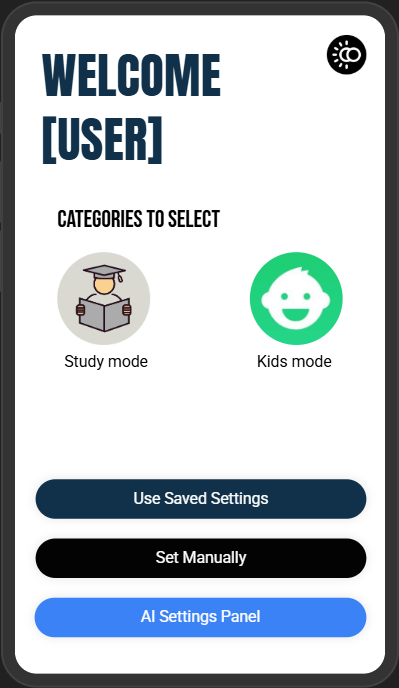 WELCOME
[USER]
CATEGORIES TO SELECT
Study mode
Kids mode
Use Saved Settings
Set Manually
AI Settings Panel